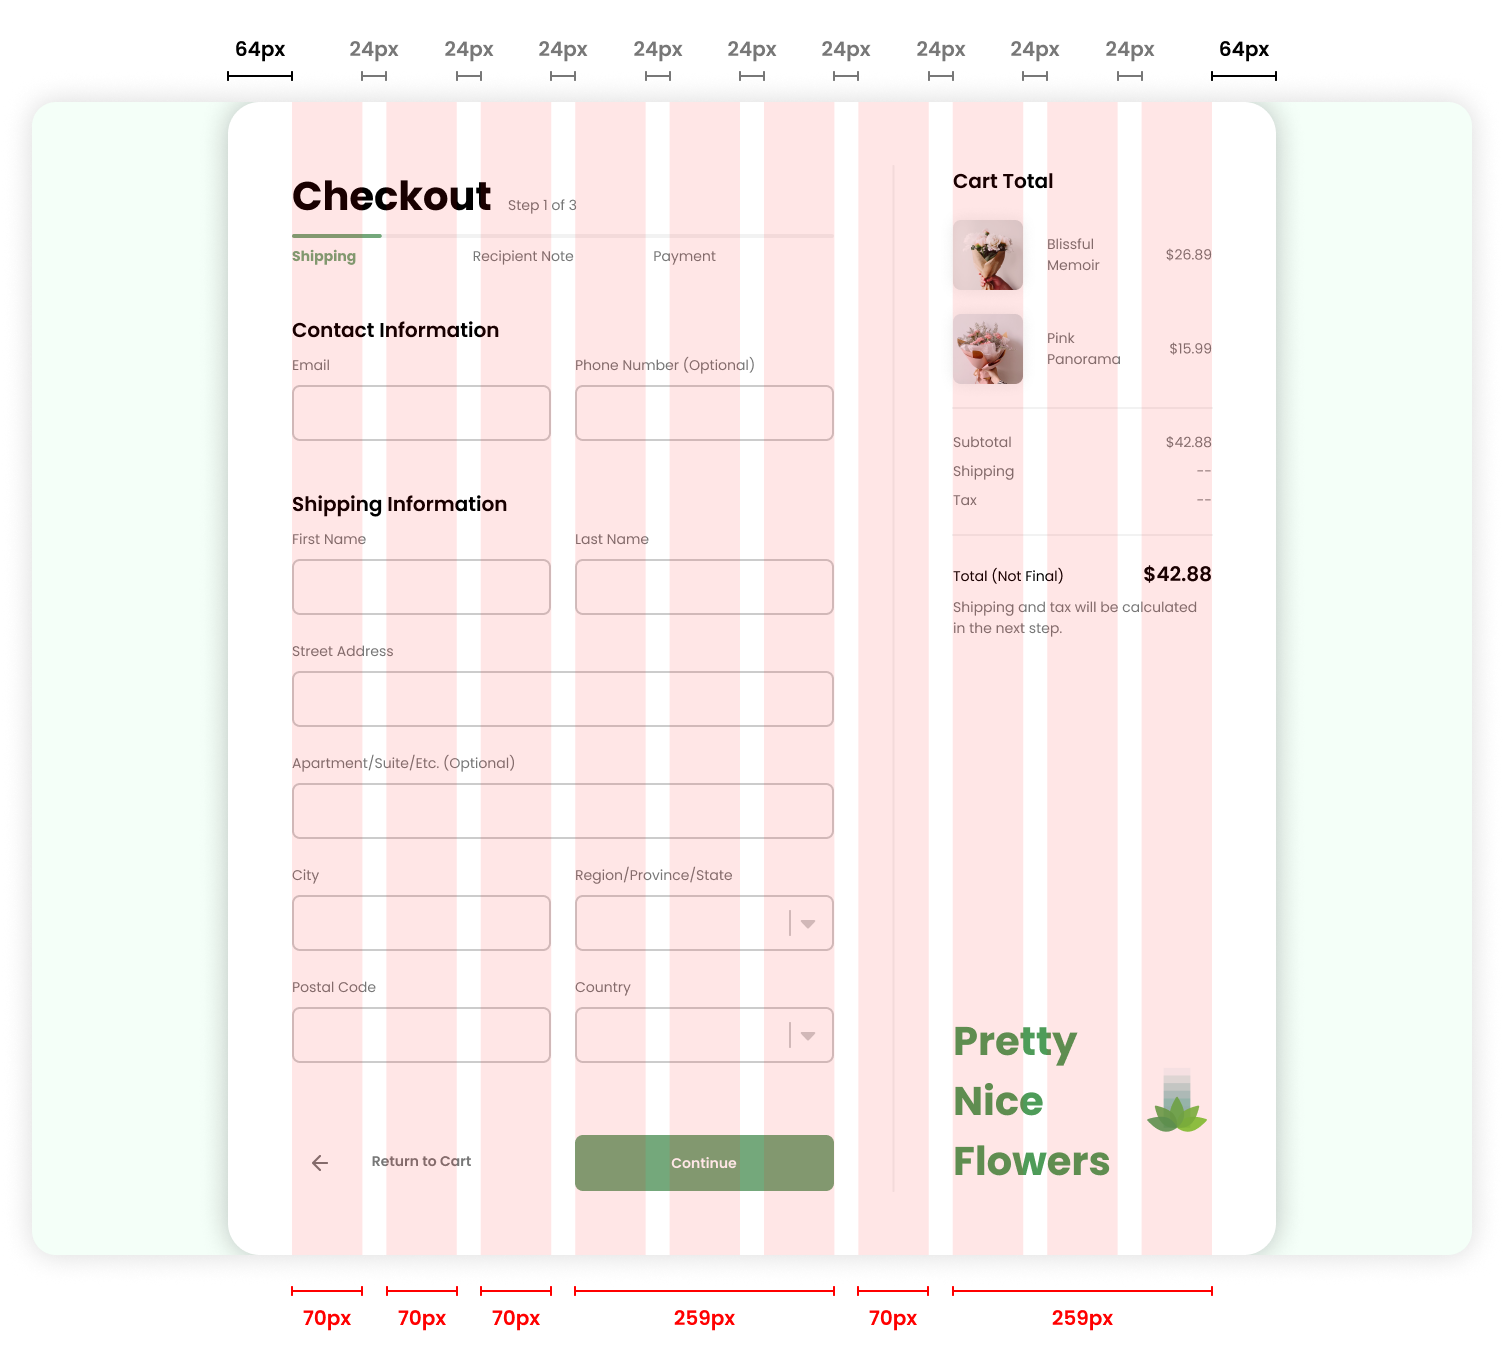 64px 24px 24px 24px 24px 24px 24px 24px 24px 24px 64px
Checkout Step 1 of 3
Shipping Recipient Note Payment
Contact Information
Email Phone Number (Optional)
Shipping Information
First Name Last Name
Street Address
Apartment/Suite/Etc. (Optional)
City Region/Province/State
Postal Code Country
Return to Cart Continue
Cart Total
Blissful
Memoir
$26.89
Pink
Panorama
$15.99
Subtotal $42.88
Shipping --
Tax --
Total (Not Final) $42.88
Shipping and tax will be calculated
in the next step.
Pretty
Nice
Flowers
70px 70px 70px 259px 70px 259px